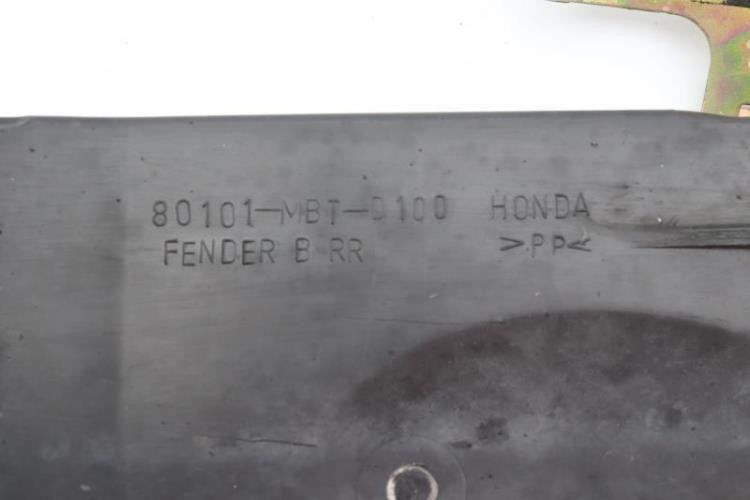 80101-MBT-D100 HONDA
FENDER B RR >PP<